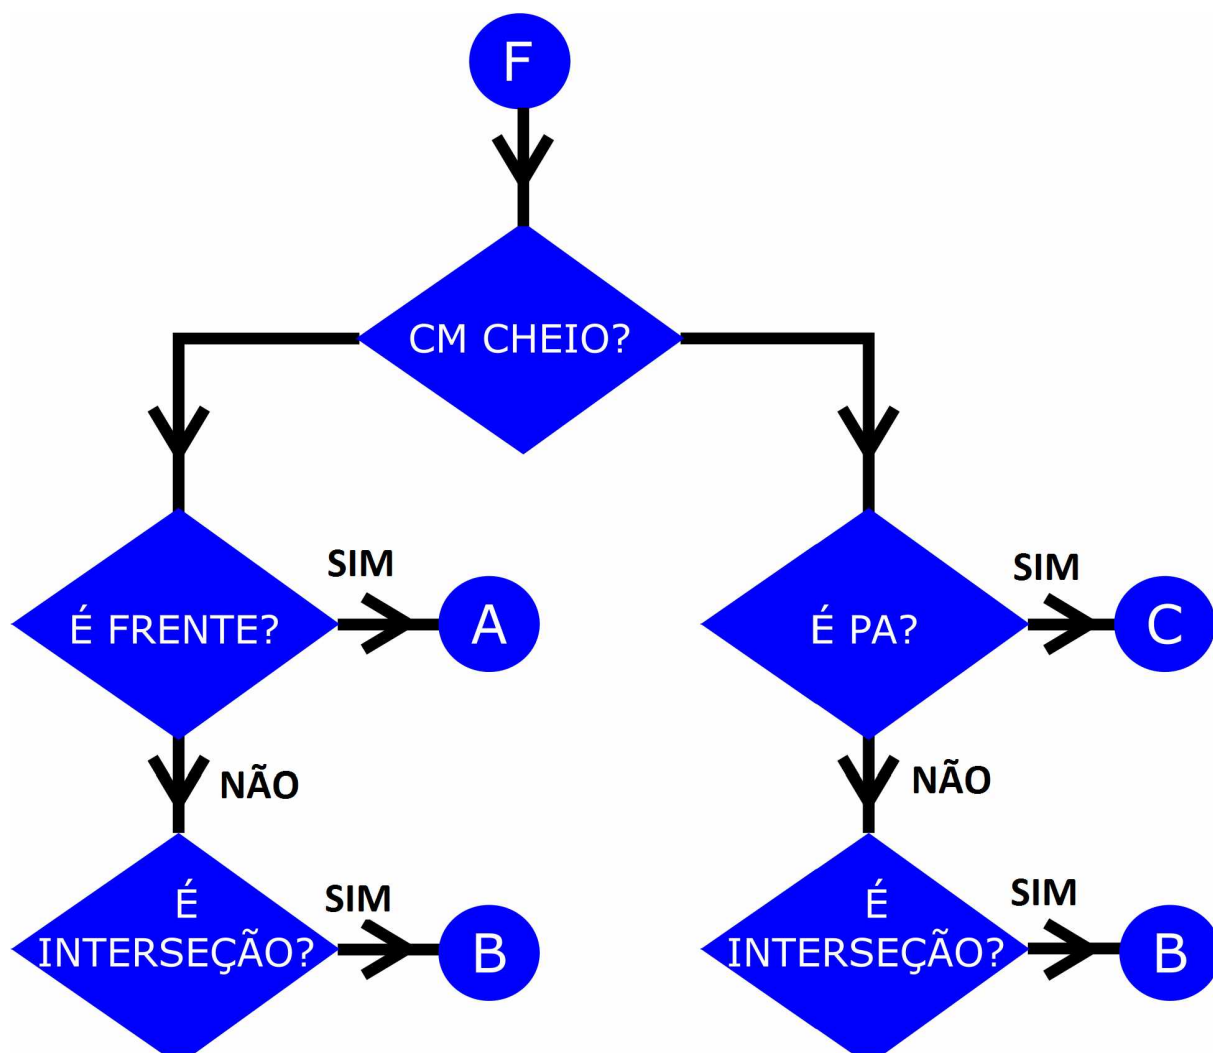 F
CM CHEIO?
SIM
SIM
É FRENTE?
A
É PA?
C
NÃO
NÃO
É
INTERSEÇÃO?
SIM
B
É
INTERSEÇÃO?
SIM
B